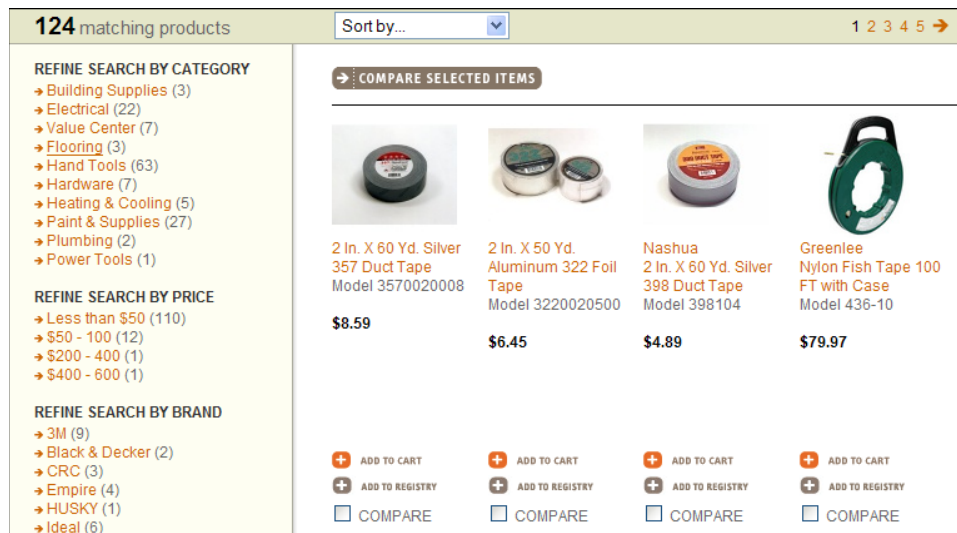 124 matching products
Sort by...
1 2 3 4 5
REFINE SEARCH BY CATEGORY
Building Supplies (3)
Electrical (22)
Value Center (7)
Flooring (3)
Hand Tools (63)
Hardware (7)
Heating & Cooling (5)
Paint & Supplies (27)
Plumbing (2)
Power Tools (1)
REFINE SEARCH BY PRICE
Less than $50 (110)
$50 - 100 (12)
$200 - 400 (1)
$400 - 600 (1)
REFINE SEARCH BY BRAND
3M (9)
Black & Decker (2)
CRC (3)
Empire (4)
HUSKY (1)
Ideal (6)
COMPARE SELECTED ITEMS
2 In. X 60 Yd. Silver
357 Duct Tape
Model 3570020008
$8.59
ADD TO CART
ADD TO REGISTRY
COMPARE
2 In. X 50 Yd.
Aluminum 322 Foil
Tape
Model 3220020500
$6.45
ADD TO CART
ADD TO REGISTRY
COMPARE
Nashua
2 In. X 60 Yd. Silver
398 Duct Tape
Model 398104
$4.89
ADD TO CART
ADD TO REGISTRY
COMPARE
Greenlee
Nylon Fish Tape 100
FT with Case
Model 436-10
$79.97
ADD TO CART
ADD TO REGISTRY
COMPARE